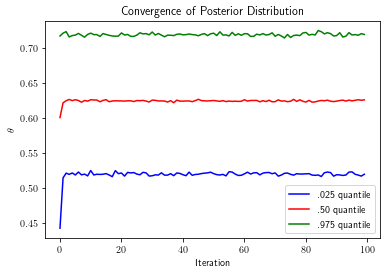 Convergence of Posterior Distribution
0.70
0.65
0.60
0.55
0.50
0.45
θ
0
20
40
60
80
100
Iteration
.025 quantile
.50 quantile
.975 quantile